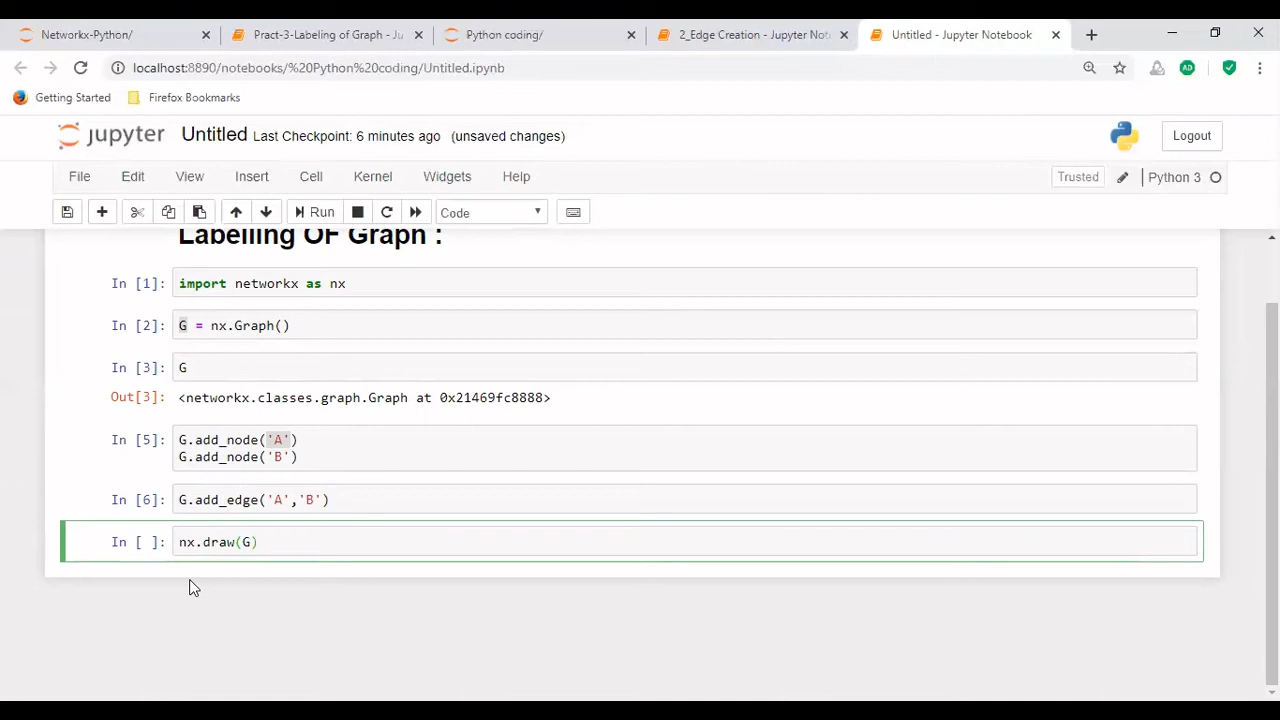 Networkx-Python/
Pract-3-Labeling of Graph - Ju
Python coding/
2_Edge Creation - Jupyter Not
Untitled - Jupyter Notebook
localhost:8890/notebooks/%20Python%20coding/Untitled.ipynb
Getting Started
Firefox Bookmarks
jupyter Untitled Last Checkpoint: 6 minutes ago (unsaved changes)
Logout
File Edit View Insert Cell Kernel Widgets Help
Trusted
Python 3
Run
Code
Labelling OF Graph :
In [1]: import networkx as nx
In [2]: G = nx.Graph()
In [3]: G
Out[3]: <networkx.classes.graph.Graph at 0x21469fc8888>
In [5]: G.add_node('A')
G.add_node('B')
In [6]: G.add_edge('A','B')
In [ ]: nx.draw(G)